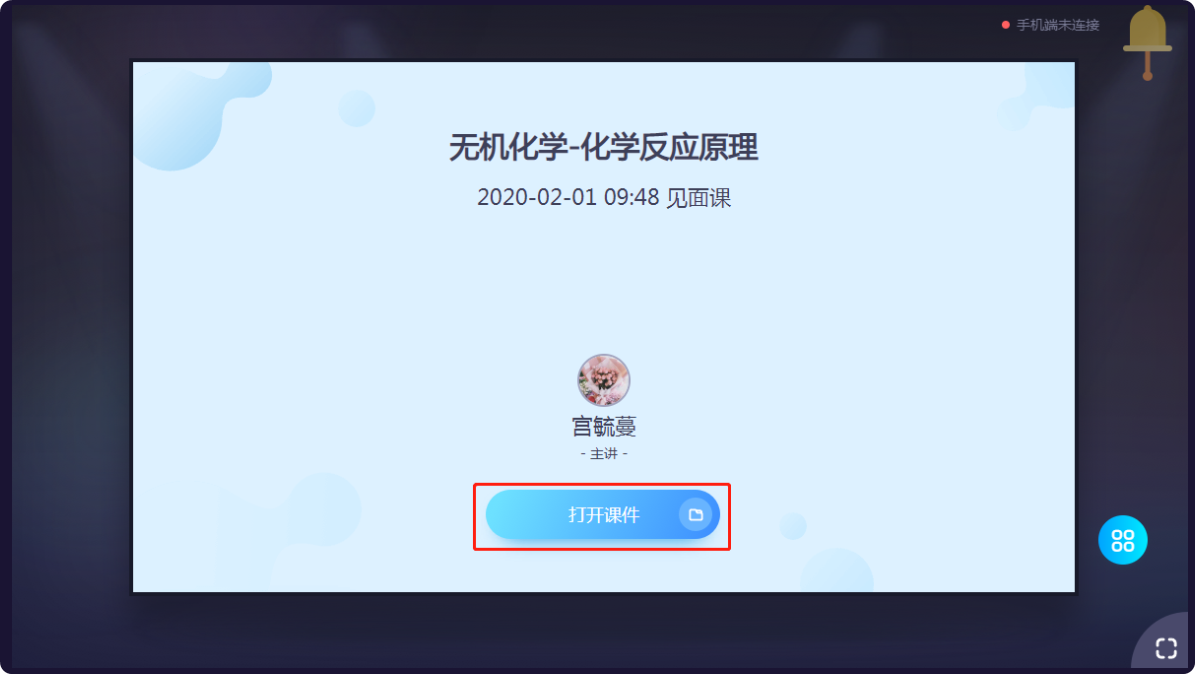 手机端未连接
无机化学-化学反应原理
2020-02-01 09:48 见面课
宫毓蔓
- 主讲 -
打开课件